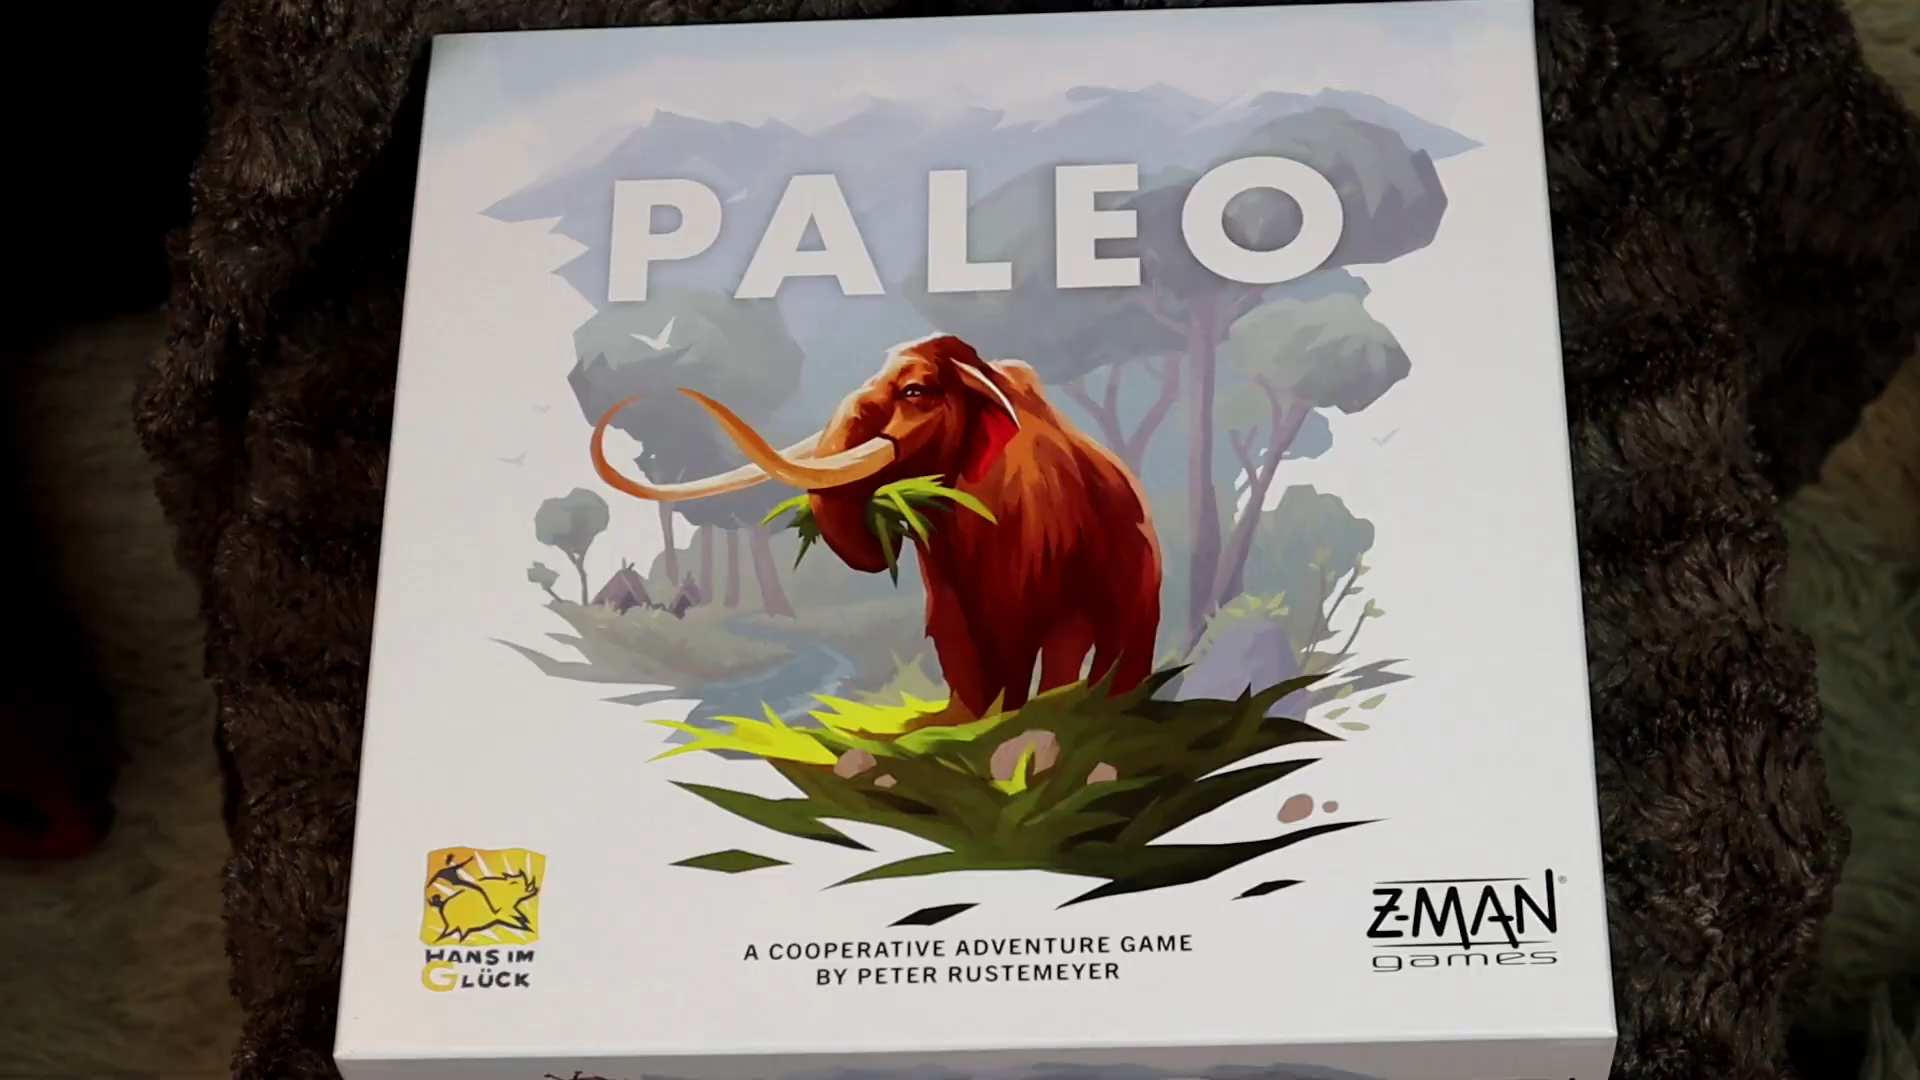 PALEO
HANS IM
GLÜCK
A COOPERATIVE ADVENTURE GAME
BY PETER RUSTEMEYER
Z-MAN®
games